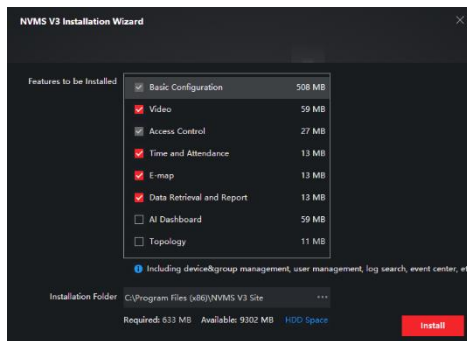 NVMS V3 Installation Wizard
Features to be Installed
Basic Configuration 508 MB
Video 59 MB
Access Control 27 MB
Time and Attendance 13 MB
E-map 13 MB
Data Retrieval and Report 13 MB
AI Dashboard 59 MB
Topology 11 MB
Including device&group management, user management, log search, event center, et
Installation Folder C:\Program Files (x86)\NVMS V3 Site ...
Required: 633 MB Available: 9302 MB HDD Space
Install